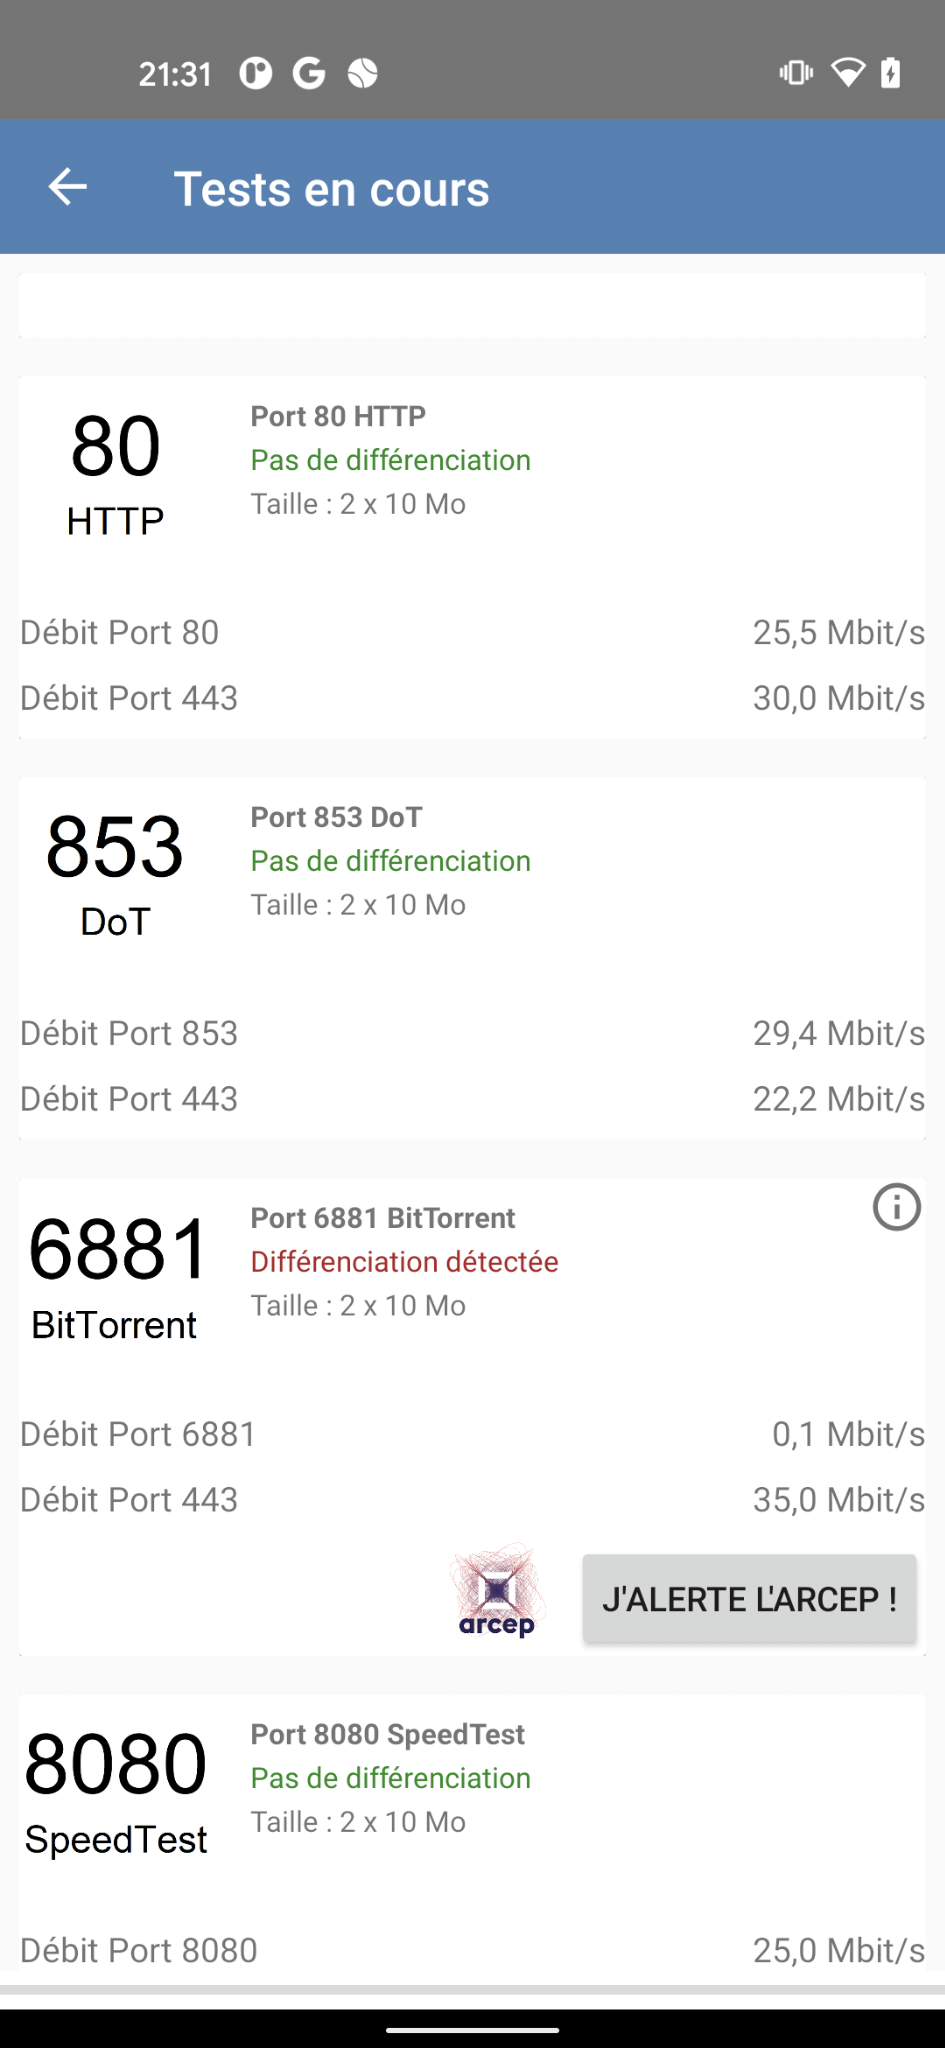 21:31
Tests en cours
80
HTTP
Port 80 HTTP
Pas de différenciation
Taille : 2 x 10 Mo
Débit Port 80 25,5 Mbit/s
Débit Port 443 30,0 Mbit/s
853
DoT
Port 853 DoT
Pas de différenciation
Taille : 2 x 10 Mo
Débit Port 853 29,4 Mbit/s
Débit Port 443 22,2 Mbit/s
6881
BitTorrent
Port 6881 BitTorrent
Différenciation détectée
Taille : 2 x 10 Mo
Débit Port 6881 0,1 Mbit/s
Débit Port 443 35,0 Mbit/s
arcep
J'ALERTE L'ARCEP !
8080
SpeedTest
Port 8080 SpeedTest
Pas de différenciation
Taille : 2 x 10 Mo
Débit Port 8080 25,0 Mbit/s